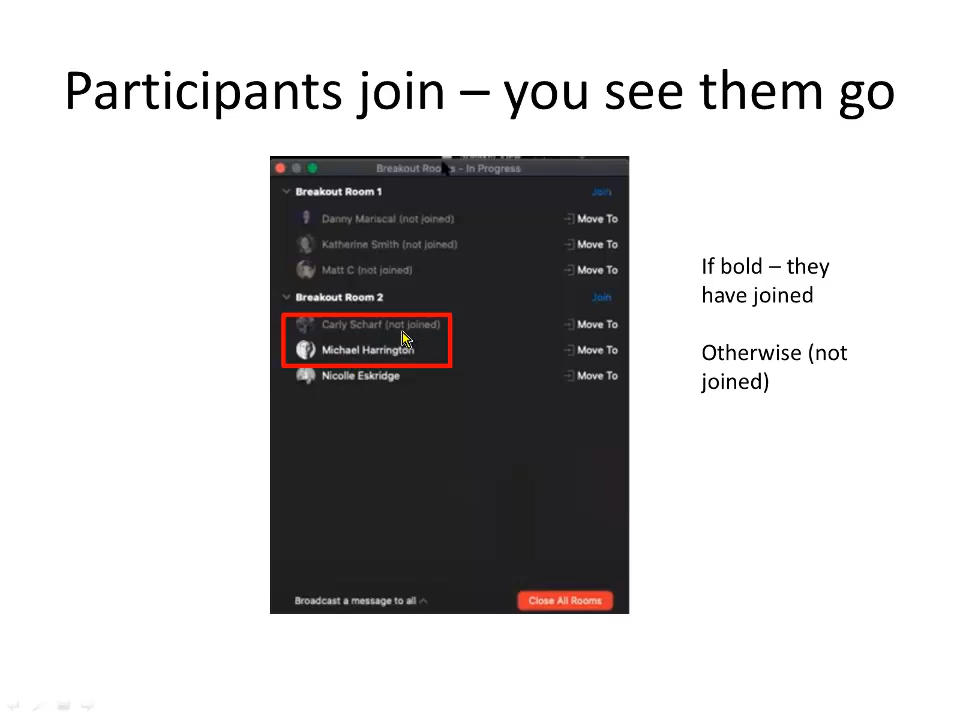 Participants join – you see them go
Breakout Rooms - In Progress
Breakout Room 1 Join
Danny Mariscal (not joined) Move To
Katherine Smith (not joined) Move To
Matt C (not joined) Move To
Breakout Room 2 Join
Carly Scharf (not joined) Move To
Michael Harrington Move To
Nicolle Eskridge Move To
Broadcast a message to all Close All Rooms
If bold – they
have joined
Otherwise (not
joined)